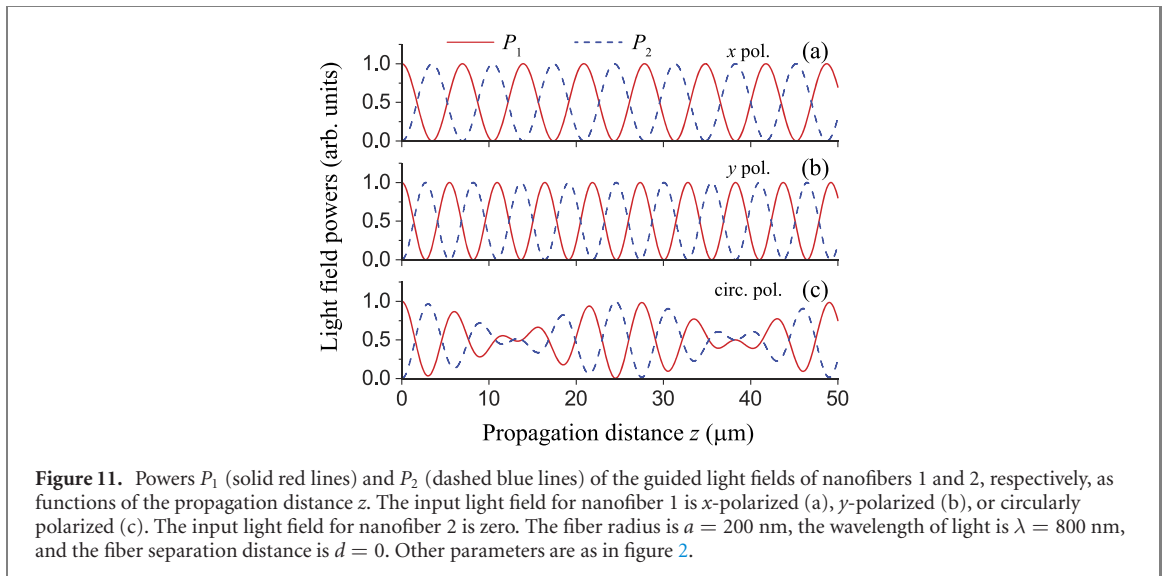 P1 P2
x pol. (a)
1.0
0.5
0.0
y pol. (b)
1.0
0.5
0.0
circ. pol. (c)
1.0
0.5
0.0
Light field powers (arb. units)
0 10 20 30 40 50
Propagation distance z (μm)
Figure 11. Powers P1 (solid red lines) and P2 (dashed blue lines) of the guided light fields of nanofibers 1 and 2, respectively, as
functions of the propagation distance z. The input light field for nanofiber 1 is x-polarized (a), y-polarized (b), or circularly
polarized (c). The input light field for nanofiber 2 is zero. The fiber radius is a = 200 nm, the wavelength of light is λ = 800 nm,
and the fiber separation distance is d = 0. Other parameters are as in figure 2.